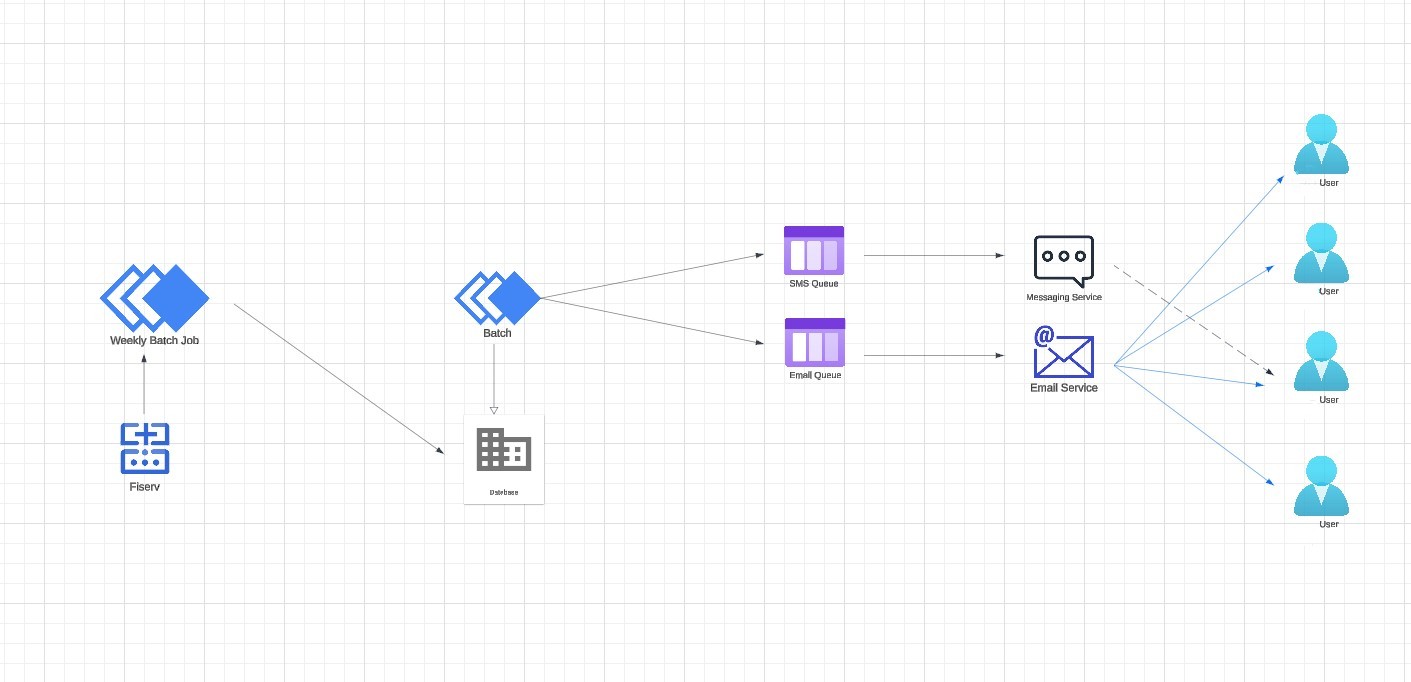 Weekly Batch Job
Fiserv
Batch
Database
SMS Queue
Email Queue
@
Messaging Service
Email Service
User
User
User
User